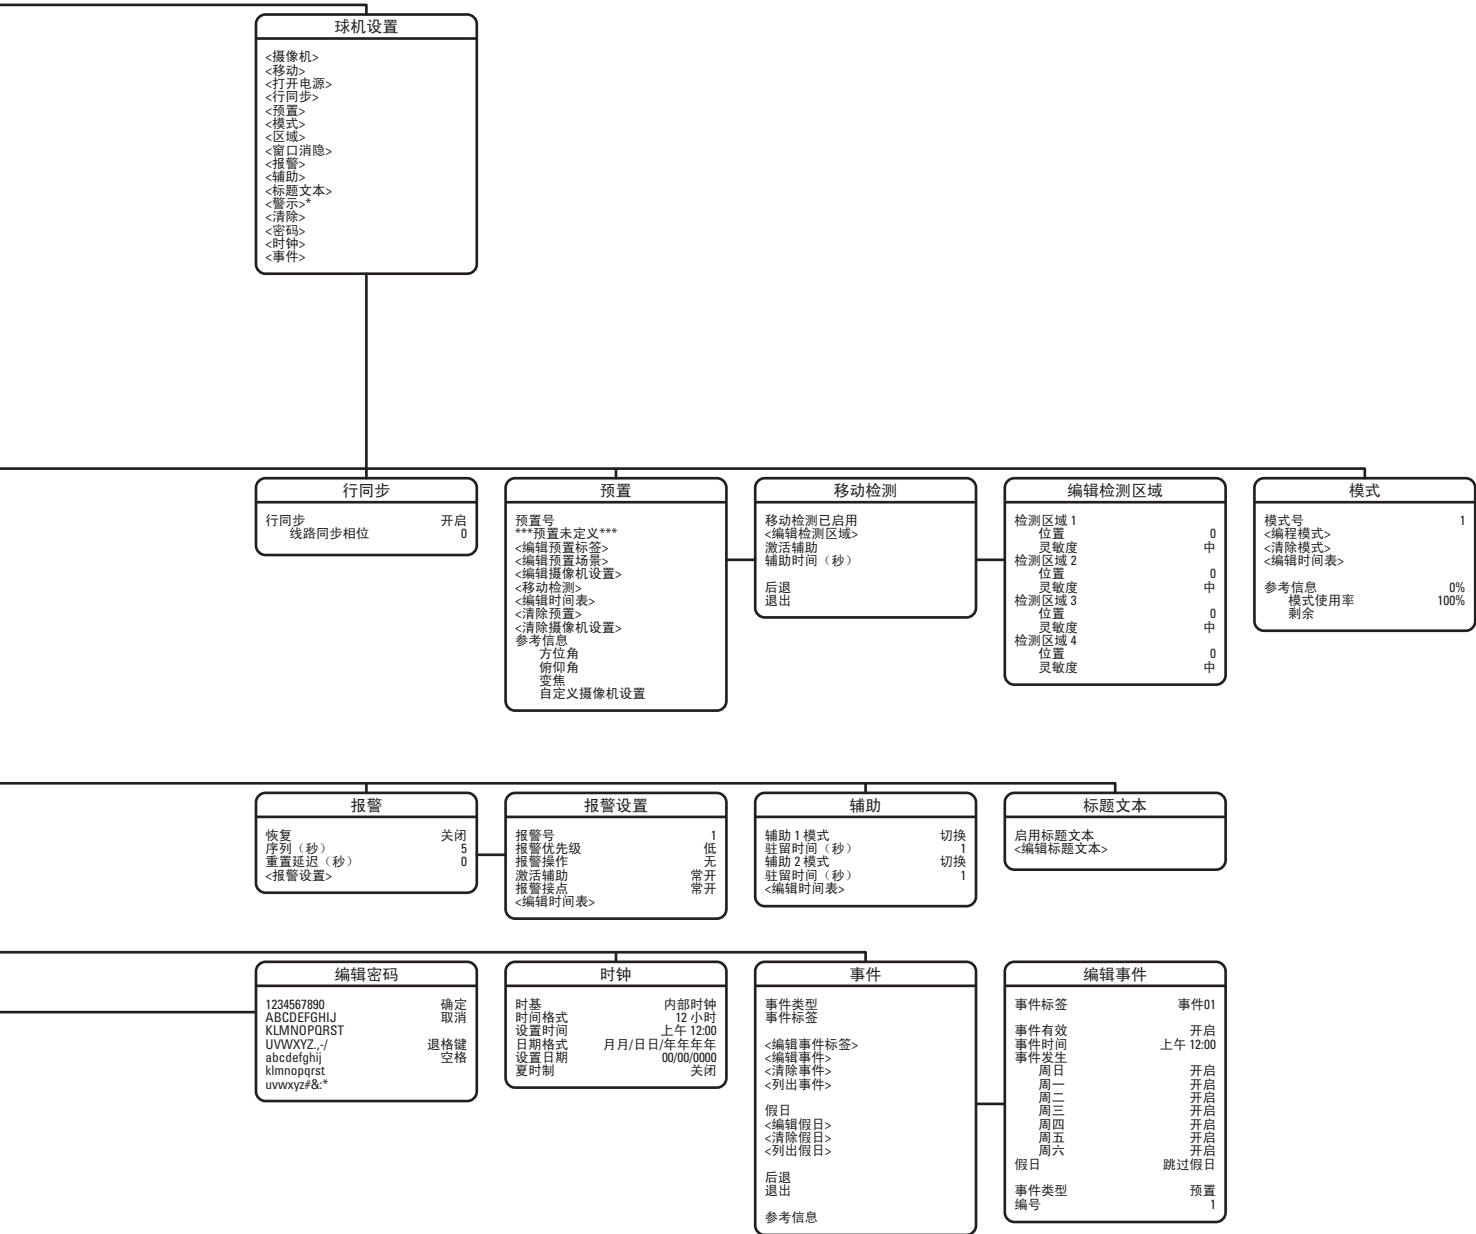 球机设置
<摄像机>
<移动>
<打开电源>
<行同步>
<预置>
<模式>
<区域>
<窗口消隐>
<报警>
<辅助>
<标题文本>
<警示>*
<清除>
<密码>
<时钟>
<事件>
行同步
行同步 开启
线路同步相位 0
预置
预置号
***预置未定义***
<编辑预置标签>
<编辑预置场景>
<编辑摄像机设置>
<移动检测>
<编辑时间表>
<清除预置>
<清除摄像机设置>
参考信息
方位角
俯仰角
变焦
自定义摄像机设置
移动检测
移动检测已启用
<编辑检测区域>
激活辅助
辅助时间（秒）
后退
退出
编辑检测区域
检测区域 1
位置 0
灵敏度 中
检测区域 2
位置 0
灵敏度 中
检测区域 3
位置 0
灵敏度 中
检测区域 4
位置 0
灵敏度 中
模式
模式号 1
<编程模式>
<清除模式>
<编辑时间表>
参考信息 0%
模式使用率 100%
剩余
报警
恢复 关闭
序列（秒） 5
重置延迟（秒） 0
<报警设置>
报警设置
报警号 1
报警优先级 低
报警操作 无
激活辅助 常开
报警接点 常开
<编辑时间表>
辅助
辅助 1 模式 切换
驻留时间（秒） 1
辅助 2 模式 切换
驻留时间（秒） 1
<编辑时间表>
标题文本
启用标题文本
<编辑标题文本>
编辑密码
1234567890 确定
ABCDEFGHIJ 取消
KLMNOPQRST
UVWXYZ.,-/ 退格键
abcdefghij 空格
klmnopqrst
uvwxyz#&:*
时钟
时基 内部时钟
时间格式 12 小时
设置时间 上午 12:00
日期格式 月月/日日/年年年年
设置日期 00/00/0000
夏时制 关闭
事件
事件类型
事件标签
<编辑事件标签>
<编辑事件>
<清除事件>
<列出事件>
假日
<编辑假日>
<清除假日>
<列出假日>
后退
退出
参考信息
编辑事件
事件标签 事件01
事件有效 开启
事件时间 上午 12:00
事件发生
周日 开启
周一 开启
周二 开启
周三 开启
周四 开启
周五 开启
周六 开启
假日 跳过假日
事件类型 预置
编号 1